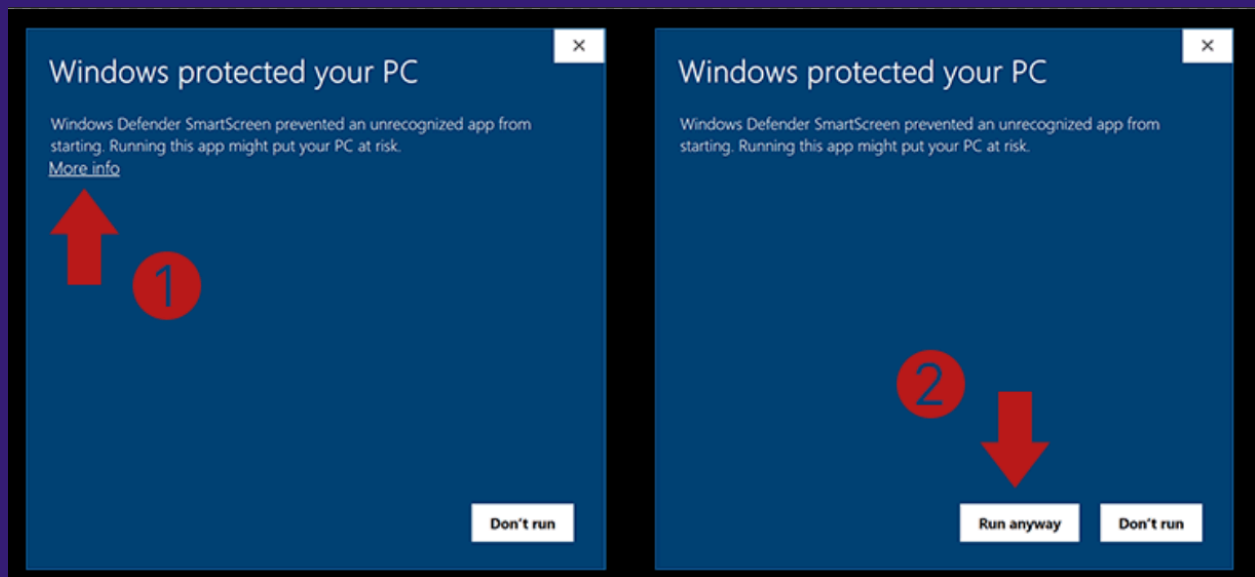 Windows protected your PC
Windows Defender SmartScreen prevented an unrecognized app from
starting. Running this app might put your PC at risk.
More info
1
Don't run
Windows protected your PC
Windows Defender SmartScreen prevented an unrecognized app from
starting. Running this app might put your PC at risk.
2
Run anyway
Don't run